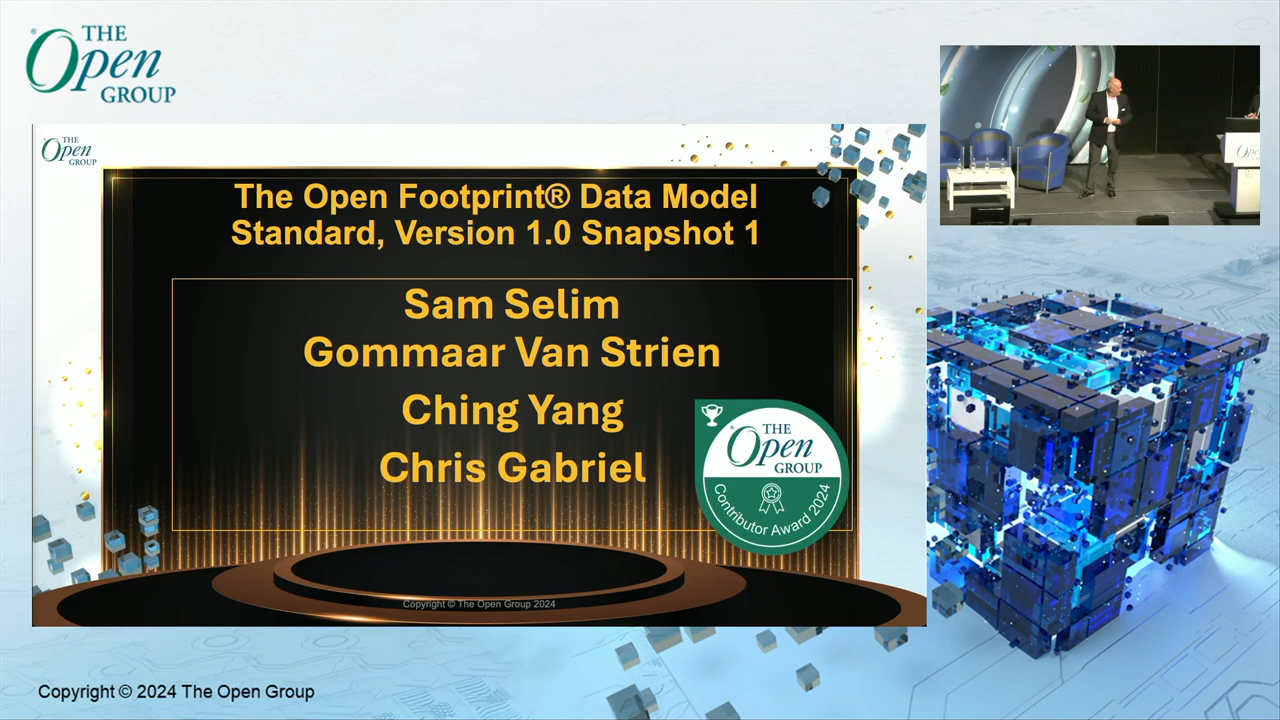 THE
Open
GROUP
THE
Open
GROUP
The Open Footprint® Data Model
Standard, Version 1.0 Snapshot 1
Sam Selim
Gommaar Van Strien
Ching Yang
Chris Gabriel
THE
Open
GROUP
Contributor Award 2024
Copyright © The Open Group 2024
Copyright © 2024 The Open Group